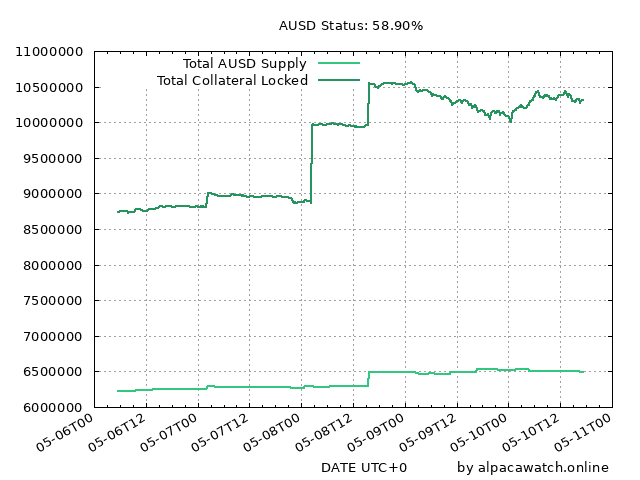 AUSD Status: 58.90%
11000000
10500000
10000000
9500000
9000000
8500000
8000000
7500000
7000000
6500000
6000000
Total AUSD Supply
Total Collateral Locked
05-06T00
05-06T12
05-07T00
05-07T12
05-08T00
05-08T12
05-09T00
05-09T12
05-10T00
05-10T12
05-11T00
DATE UTC+0
by alpacawatch.online